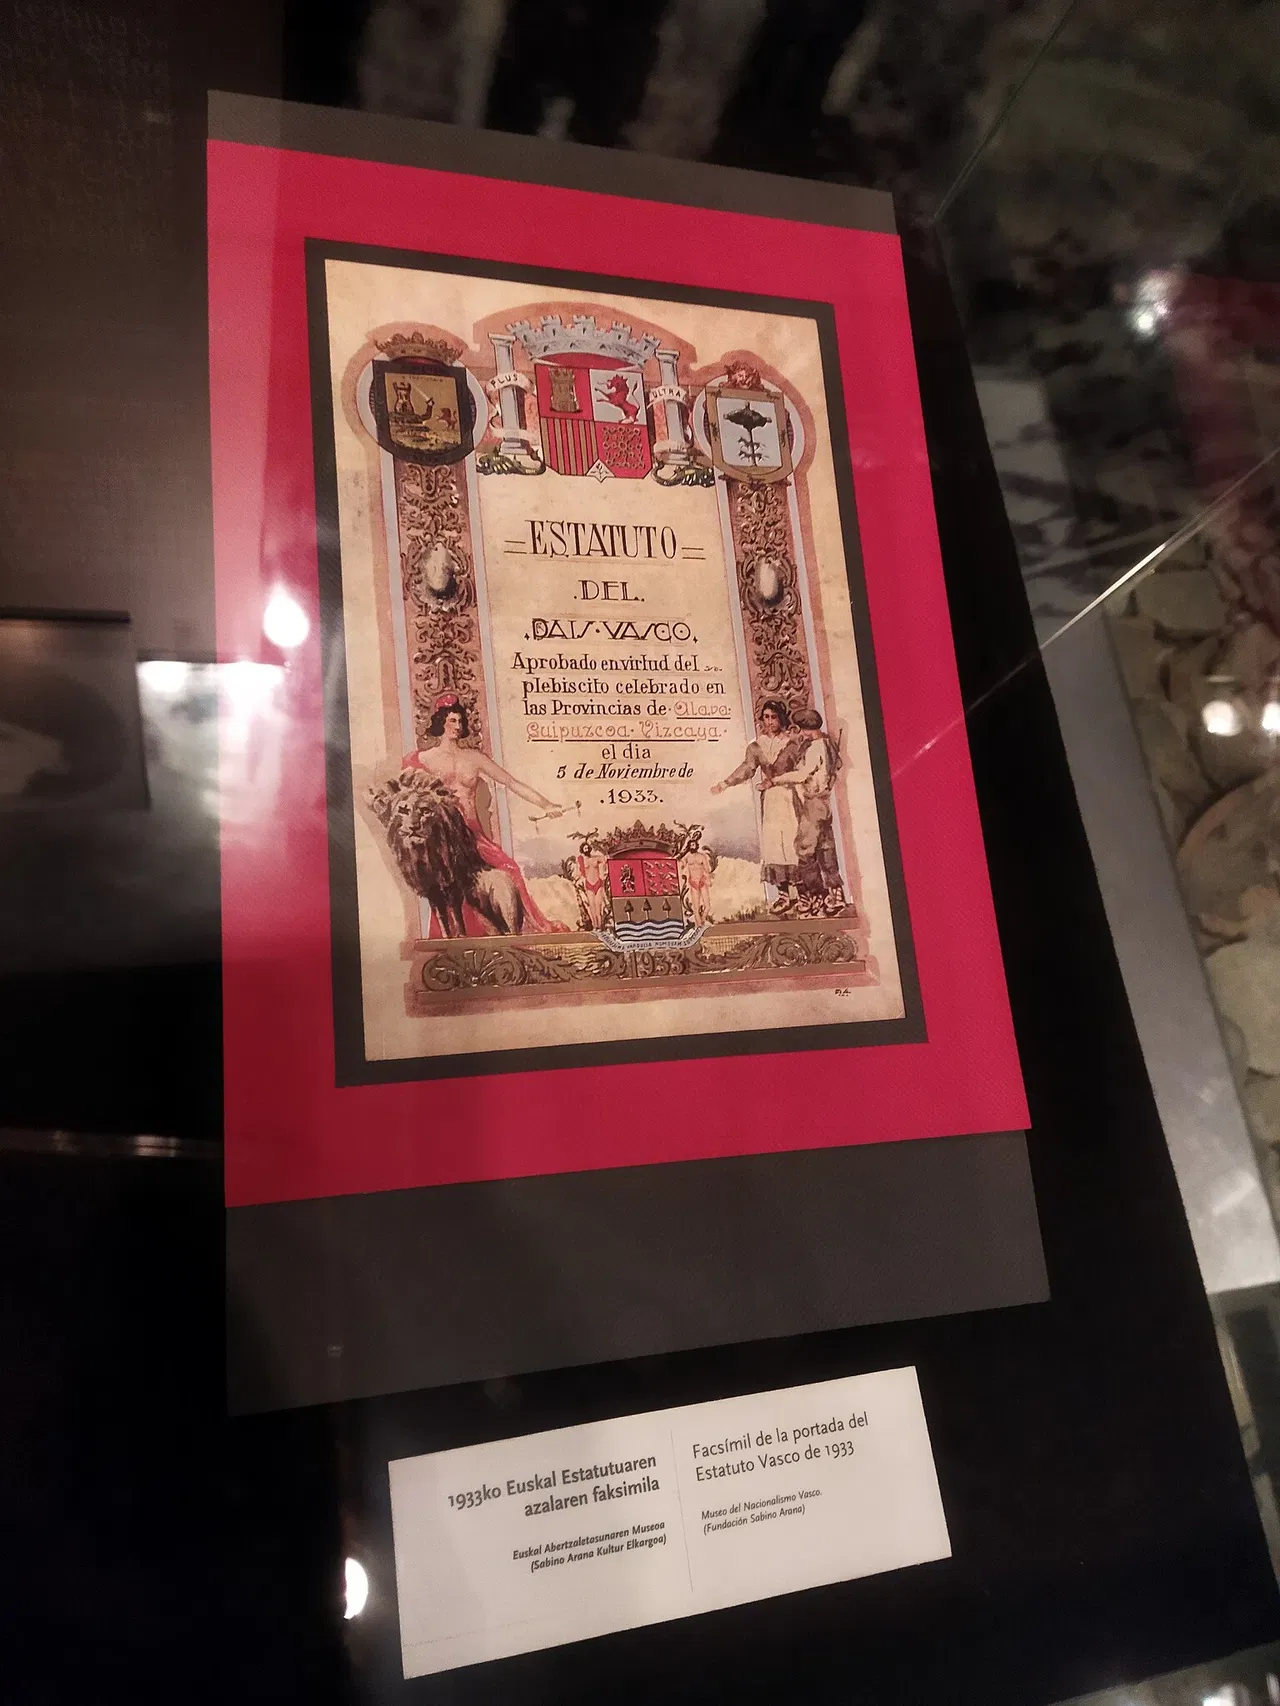 PLUS
ULTRA
ESTATUTO
.DEL.
.PAIS·VASCO.
Aprobado en virtud del
plebiscito celebrado en
las Provincias de·Alava·
Guipuzcoa·Vizcaya·
el dia
5 de Noviembre de
.1933.
1933
1933ko Euskal Estatutuaren
azalaren faksimila
Euskal Abertzaletasunaren Museoa
(Sabino Arana Kultur Elkargoa)
Facsímil de la portada del
Estatuto Vasco de 1933
Museo del Nacionalismo Vasco.
(Fundación Sabino Arana)